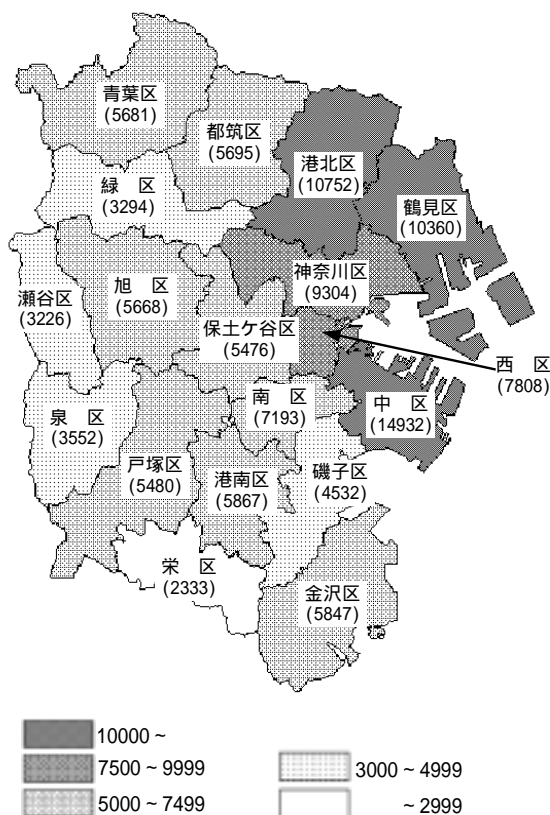 青葉区
(5681)
都筑区
(5695)
港北区
(10752)
緑　区
(3294)
鶴見区
(10360)
神奈川区
(9304)
旭　区
(5668)
瀬谷区
(3226)
保土ケ谷区
(5476)
西　区
(7808)
南　区
(7193)
中　区
(14932)
泉　区
(3552)
戸塚区
(5480)
港南区
(5867)
磯子区
(4532)
栄　区
(2333)
金沢区
(5847)
10000 ~
7500 ~ 9999
5000 ~ 7499
3000 ~ 4999
~ 2999